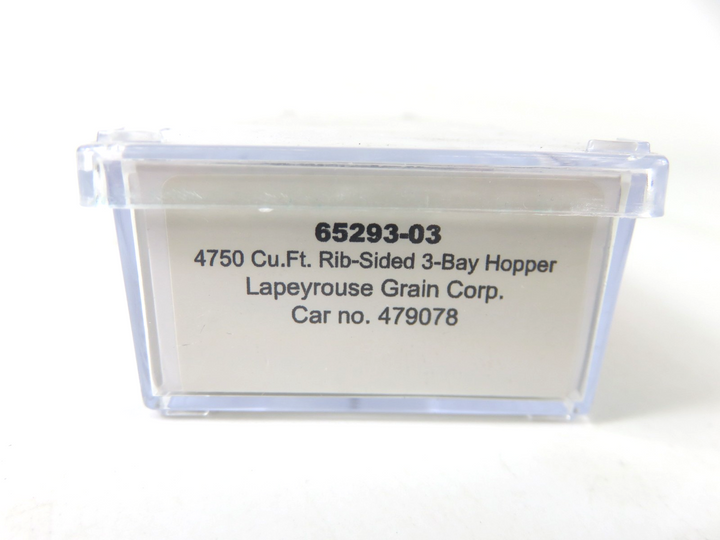 65293-03
4750 Cu.Ft. Rib-Sided 3-Bay Hopper
Lapeyrouse Grain Corp.
Car no. 479078